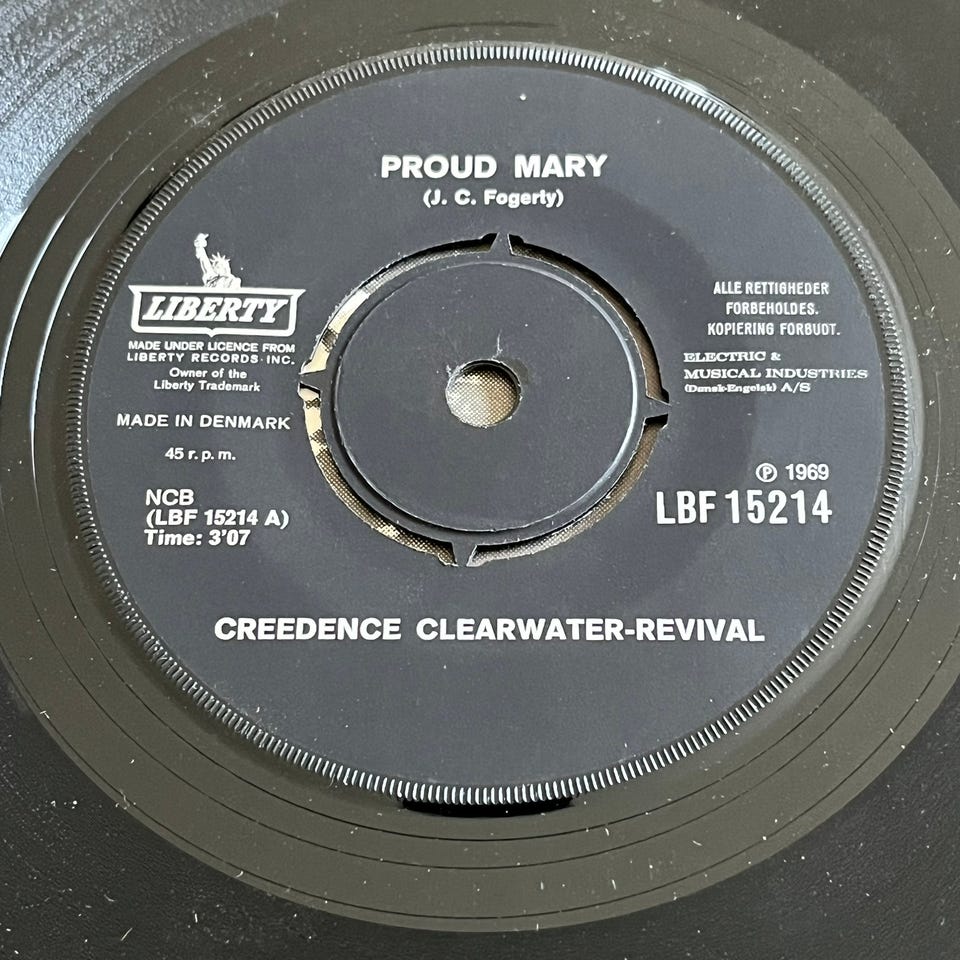 PROUD MARY
(J. C. Fogerty)
LIBERTY
MADE UNDER LICENCE FROM
LIBERTY RECORDS · INC.
Owner of the
Liberty Trademark
MADE IN DENMARK
45 r. p. m.
NCB
(LBF 15214 A)
Time: 3'07
ALLE RETTIGHEDER
FORBEHOLDES.
KOPIERING FORBUDT.
ELECTRIC &
MUSICAL INDUSTRIES
(Dansk-Engelsk) A/S
℗ 1969
LBF 15214
CREEDENCE CLEARWATER-REVIVAL